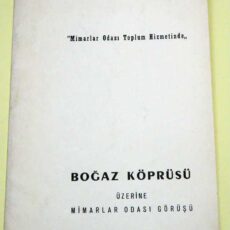 "Mimarlar Odası Toplum Hizmetinde,,
BOĞAZ KÖPRÜSÜ
ÜZERİNE
MİMARLAR ODASI GÖRÜŞÜ